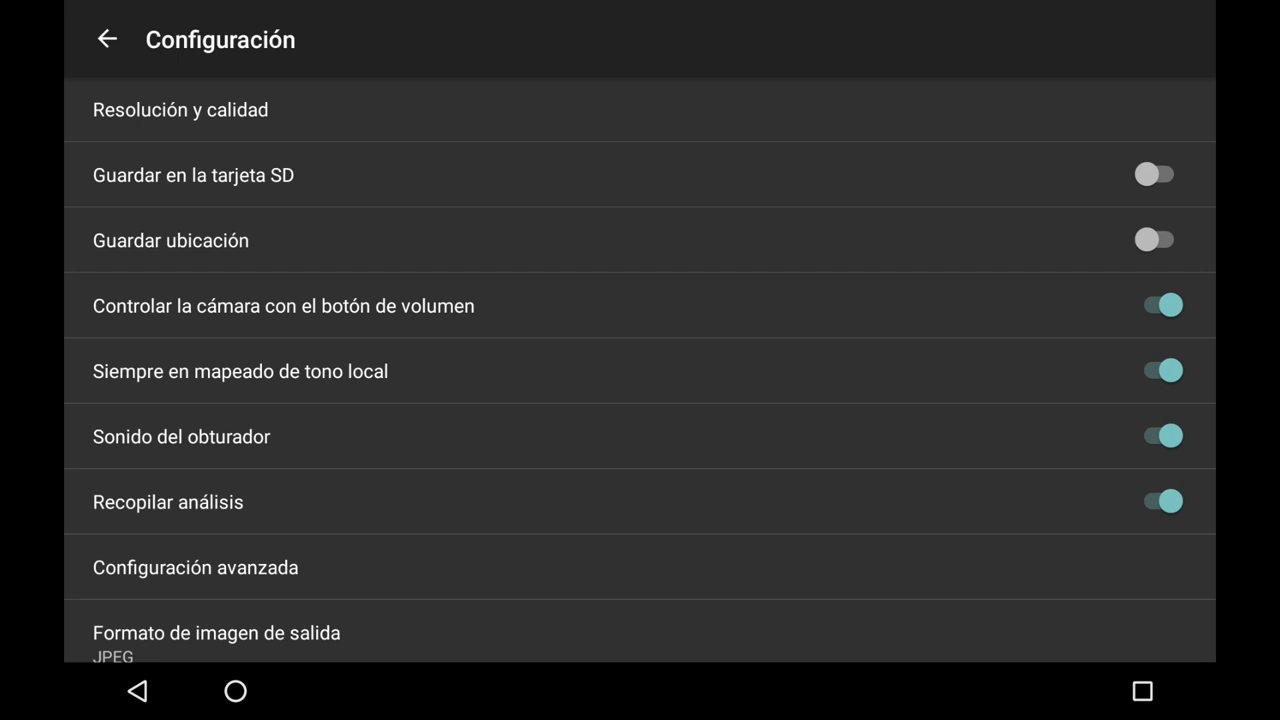 Configuración
Resolución y calidad
Guardar en la tarjeta SD
Guardar ubicación
Controlar la cámara con el botón de volumen
Siempre en mapeado de tono local
Sonido del obturador
Recopilar análisis
Configuración avanzada
Formato de imagen de salida
JPEG